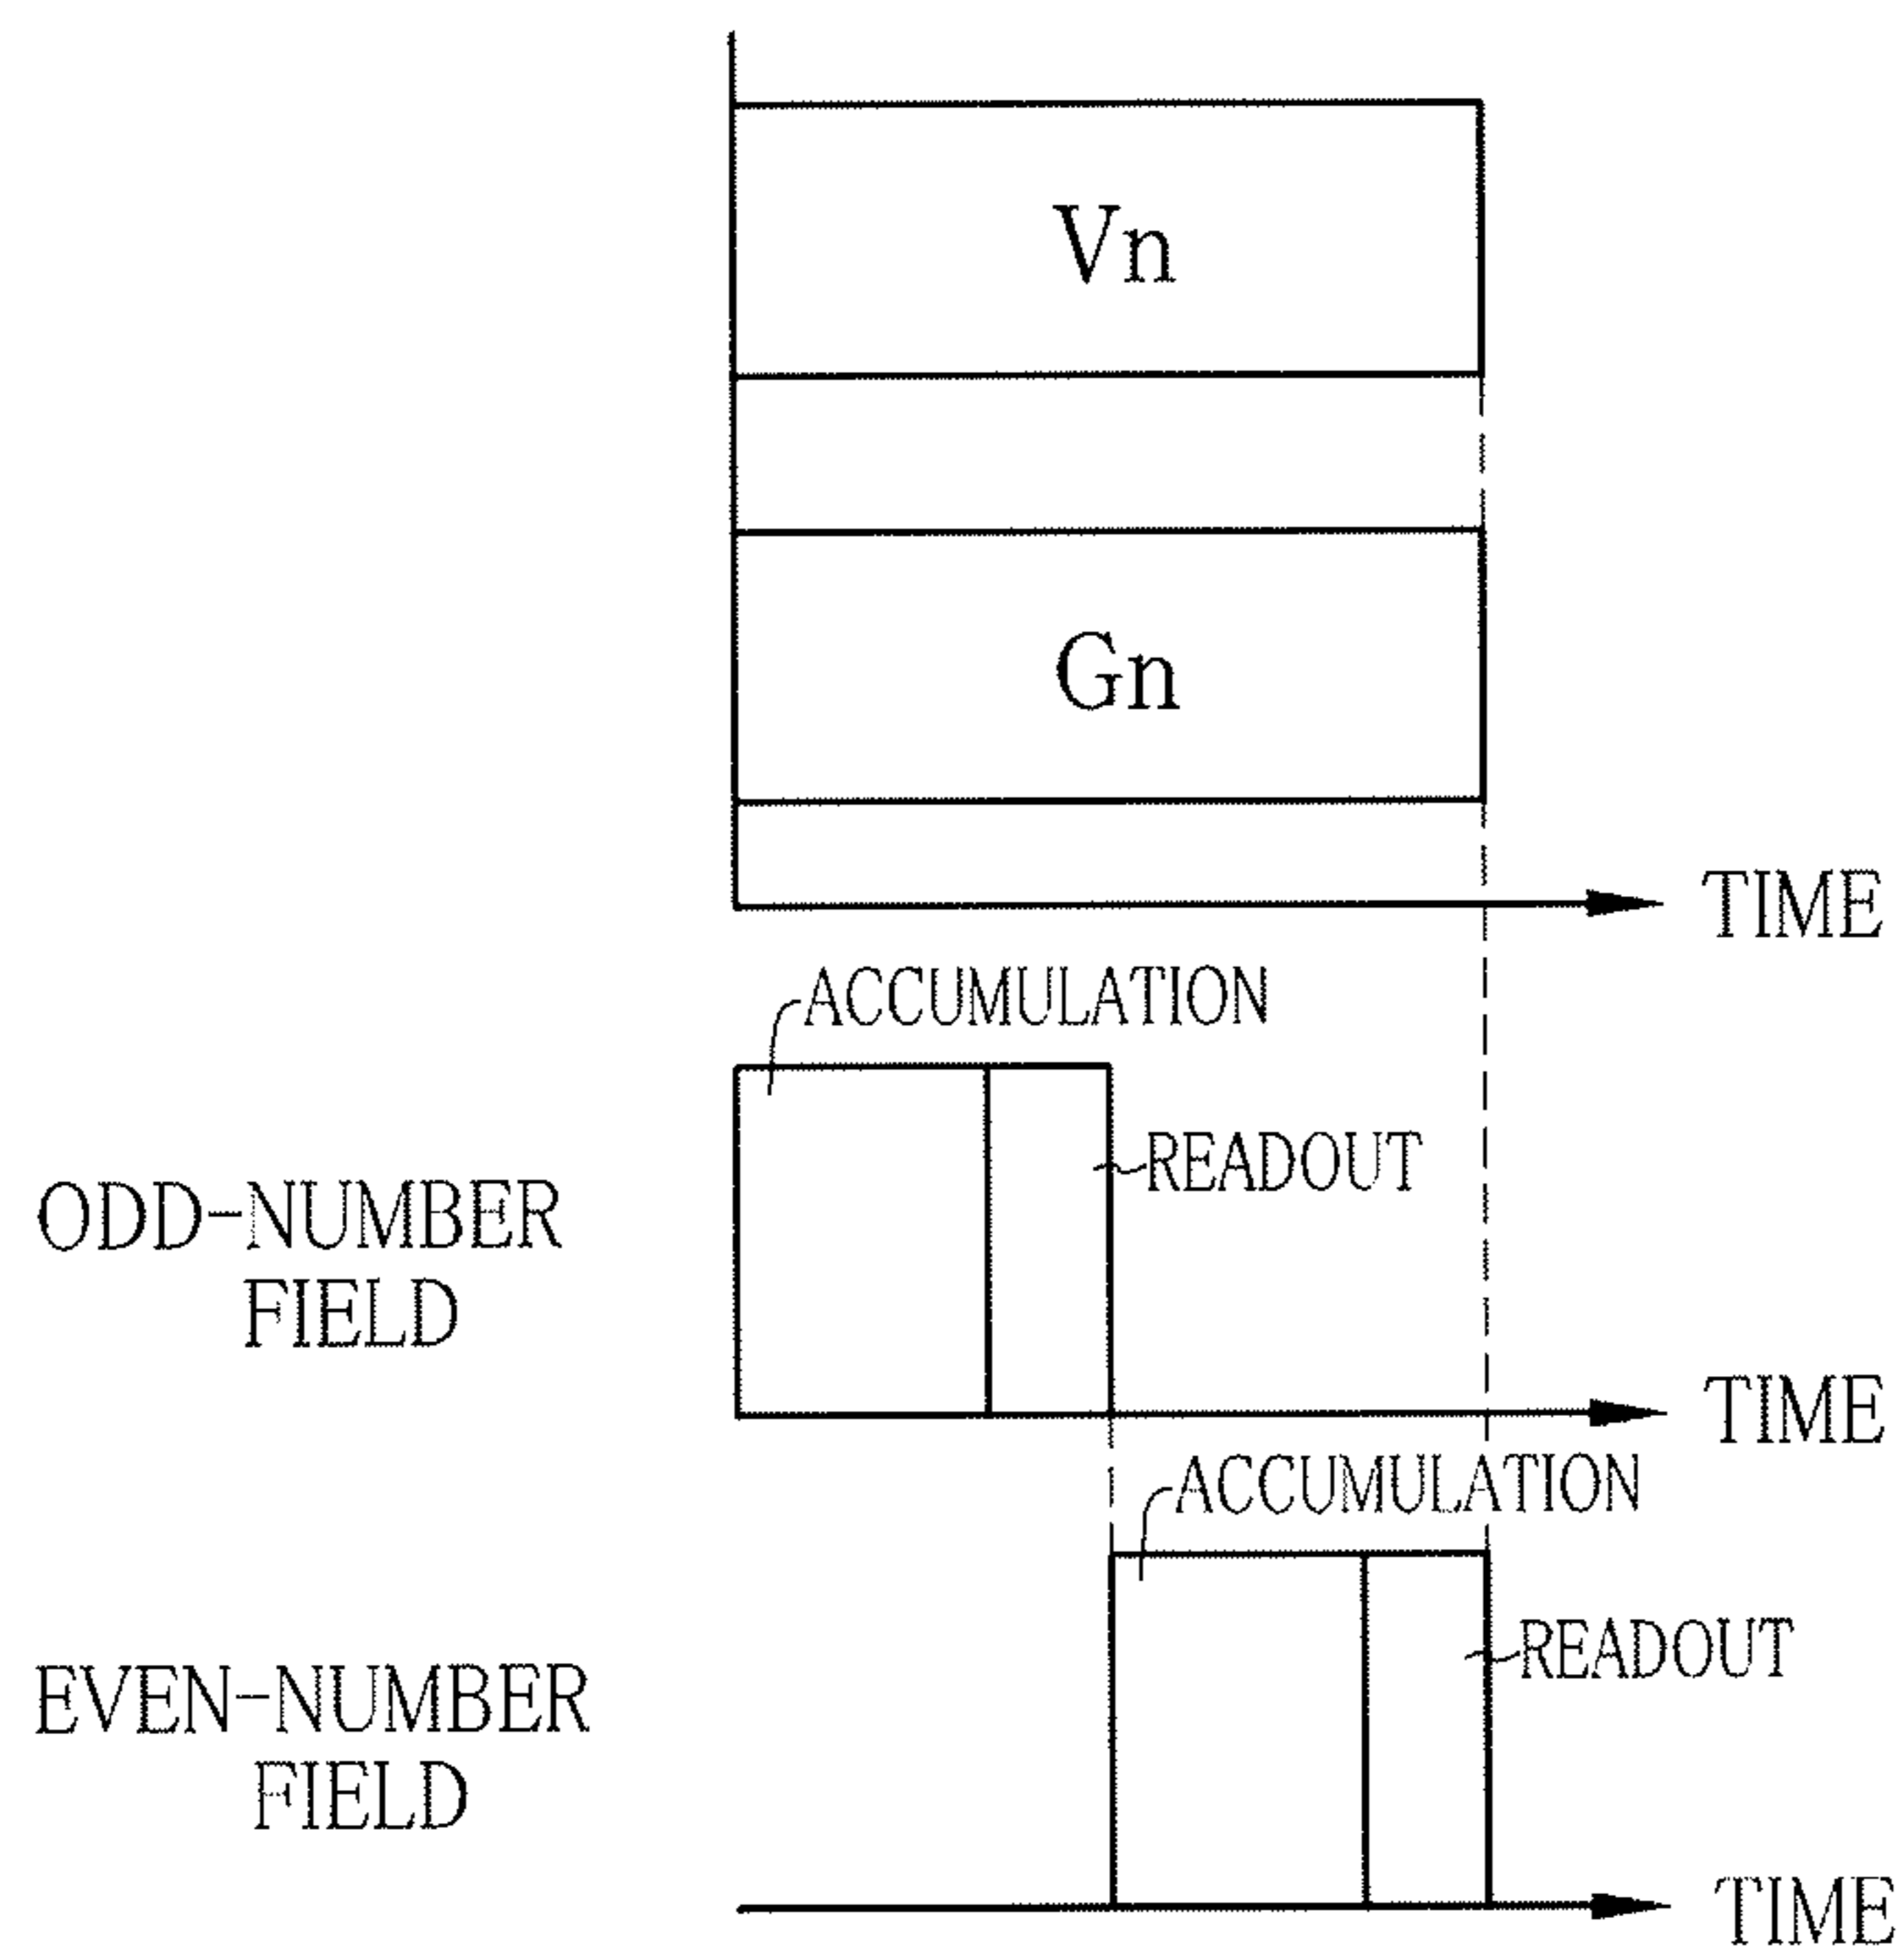 Vn
Gn
TIME
ACCUMULATION
READOUT
ODD-NUMBER
FIELD
TIME
ACCUMULATION
READOUT
EVEN-NUMBER
FIELD
TIME